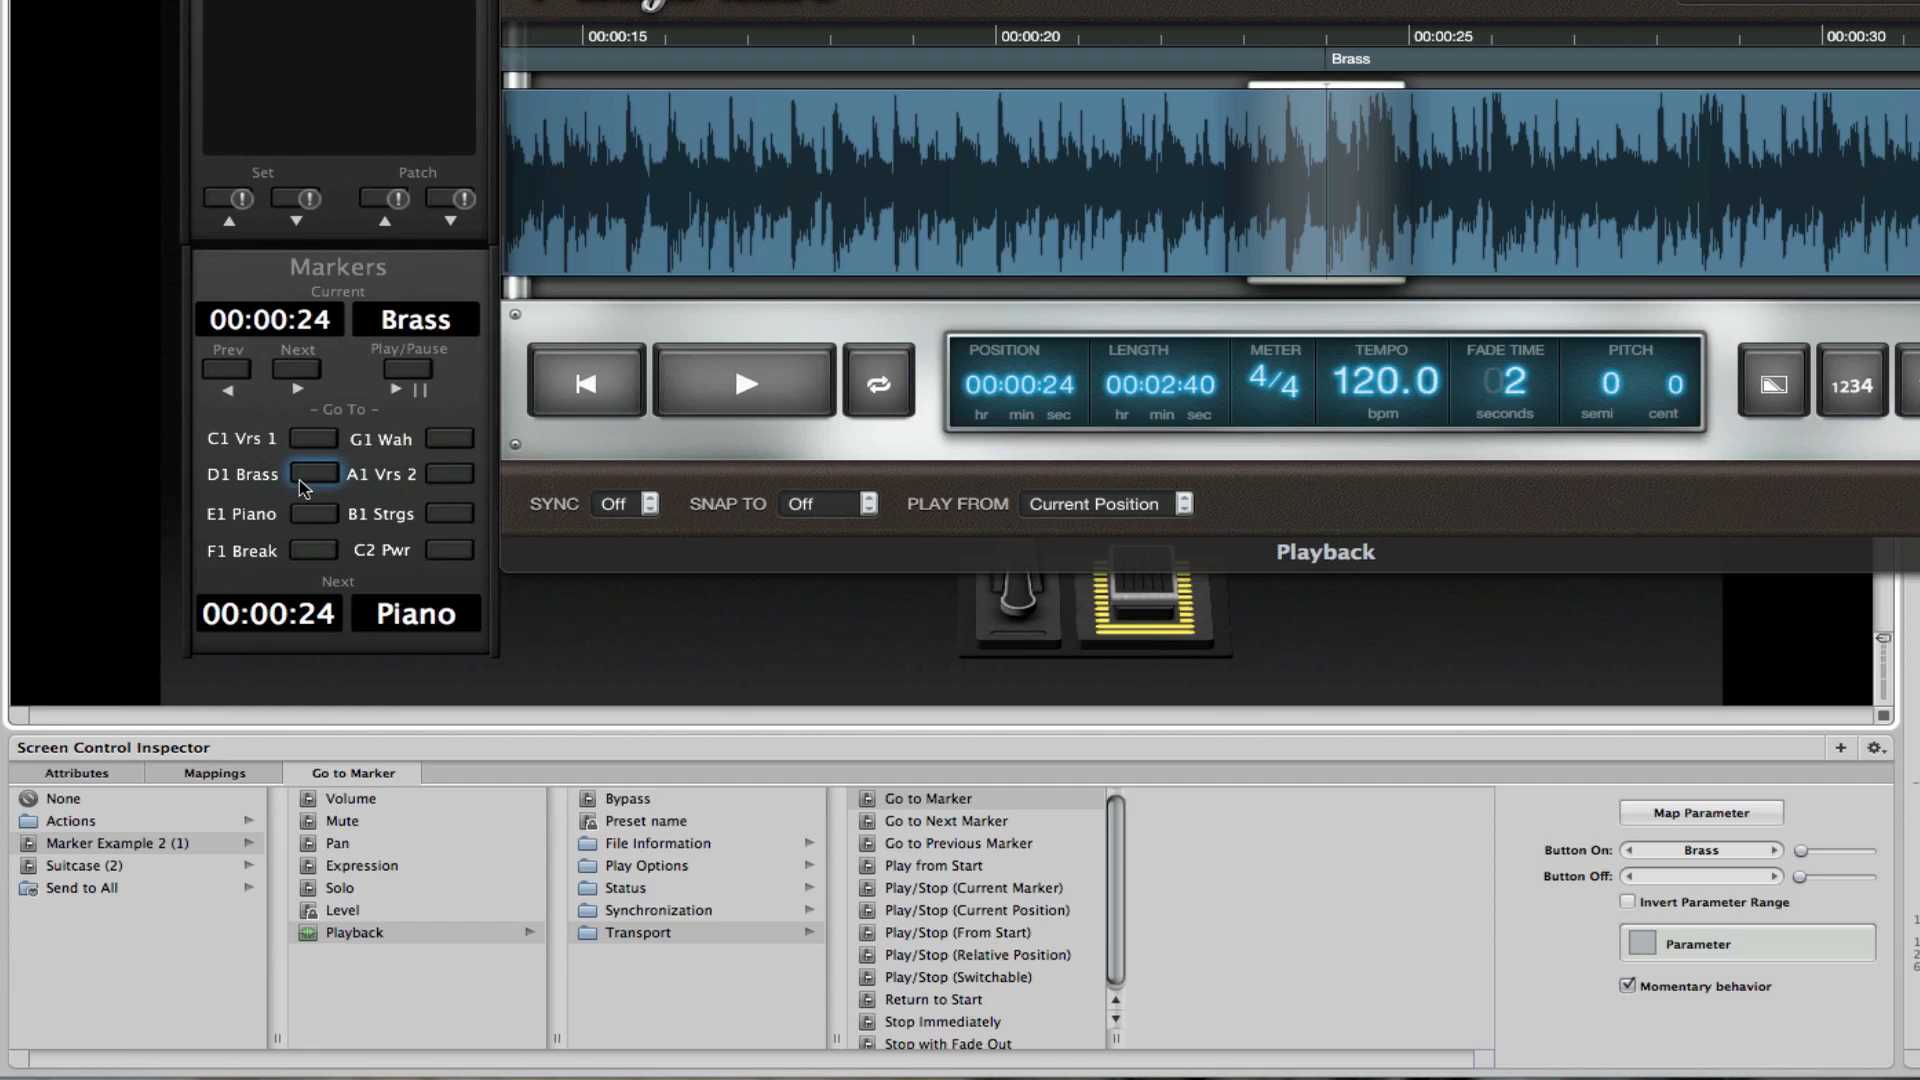 00:00:15 00:00:20 00:00:25 00:00:30
Brass
Set Patch
Markers
Current
00:00:24 Brass
Prev Next Play/Pause
- Go To -
C1 Vrs 1 G1 Wah
D1 Brass A1 Vrs 2
E1 Piano B1 Strgs
F1 Break C2 Pwr
Next
00:00:24 Piano
POSITION LENGTH METER TEMPO FADE TIME PITCH
00:00:24 00:02:40 4/4 120.0 02 0 0
hr min sec hr min sec bpm seconds semi cent
1234
SYNC Off SNAP TO Off PLAY FROM Current Position
Playback
Screen Control Inspector
Attributes Mappings Go to Marker
None
Actions
Marker Example 2 (1)
Suitcase (2)
Send to All
Volume
Mute
Pan
Expression
Solo
Level
Playback
Bypass
Preset name
File Information
Play Options
Status
Synchronization
Transport
Go to Marker
Go to Next Marker
Go to Previous Marker
Play from Start
Play/Stop (Current Marker)
Play/Stop (Current Position)
Play/Stop (From Start)
Play/Stop (Relative Position)
Play/Stop (Switchable)
Return to Start
Stop Immediately
Stop with Fade Out
Map Parameter
Button On: Brass
Button Off:
Invert Parameter Range
Parameter
Momentary behavior